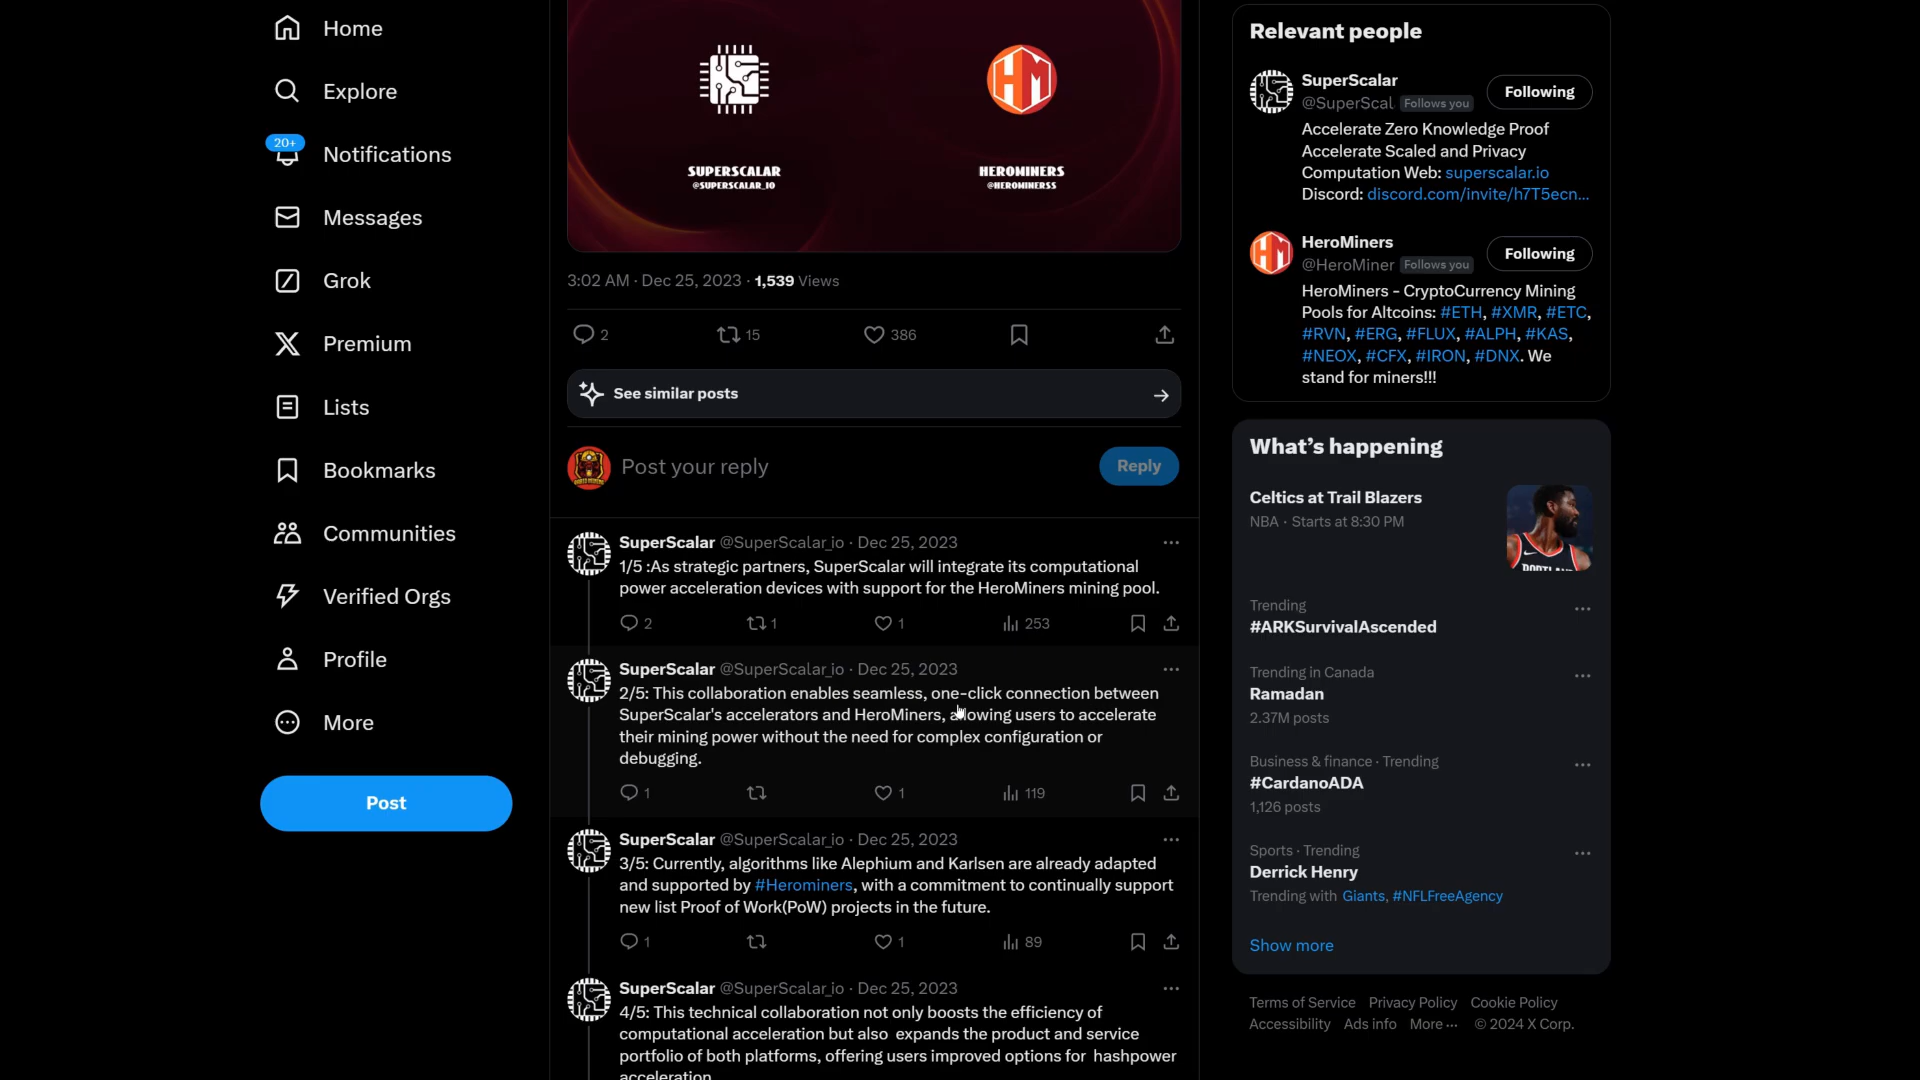 Home
Explore
20+
Notifications
Messages
Grok
Premium
Lists
Bookmarks
Communities
Verified Orgs
Profile
More
Post
HM
SUPERSCALAR
@SUPERSCALAR_IO
HEROMINERS
@HEROMINERSS
3:02 AM · Dec 25, 2023 · 1,539 Views
2 15 386
See similar posts
Post your reply
Reply
SuperScalar @SuperScalar_io · Dec 25, 2023
1/5 :As strategic partners, SuperScalar will integrate its computational
power acceleration devices with support for the HeroMiners mining pool.
2 1 1 253
SuperScalar @SuperScalar_io · Dec 25, 2023
2/5: This collaboration enables seamless, one-click connection between
SuperScalar's accelerators and HeroMiners, allowing users to accelerate
their mining power without the need for complex configuration or
debugging.
1 1 119
SuperScalar @SuperScalar_io · Dec 25, 2023
3/5: Currently, algorithms like Alephium and Karlsen are already adapted
and supported by #Herominers, with a commitment to continually support
new list Proof of Work(PoW) projects in the future.
1 1 89
SuperScalar @SuperScalar_io · Dec 25, 2023
4/5: This technical collaboration not only boosts the efficiency of
computational acceleration but also expands the product and service
portfolio of both platforms, offering users improved options for hashpower
acceleration
Relevant people
SuperScalar
@SuperScal Follows you
Following
Accelerate Zero Knowledge Proof
Accelerate Scaled and Privacy
Computation Web: superscalar.io
Discord: discord.com/invite/h7T5ecn...
HM
HeroMiners
@HeroMiner Follows you
Following
HeroMiners - CryptoCurrency Mining
Pools for Altcoins: #ETH, #XMR, #ETC,
#RVN, #ERG, #FLUX, #ALPH, #KAS,
#NEOX, #CFX, #IRON, #DNX. We
stand for miners!!!
What's happening
Celtics at Trail Blazers
NBA · Starts at 8:30 PM
Trending
#ARKSurvivalAscended
Trending in Canada
Ramadan
2.37M posts
Business & finance · Trending
#CardanoADA
1,126 posts
Sports · Trending
Derrick Henry
Trending with Giants, #NFLFreeAgency
Show more
Terms of Service Privacy Policy Cookie Policy
Accessibility Ads info More ··· © 2024 X Corp.